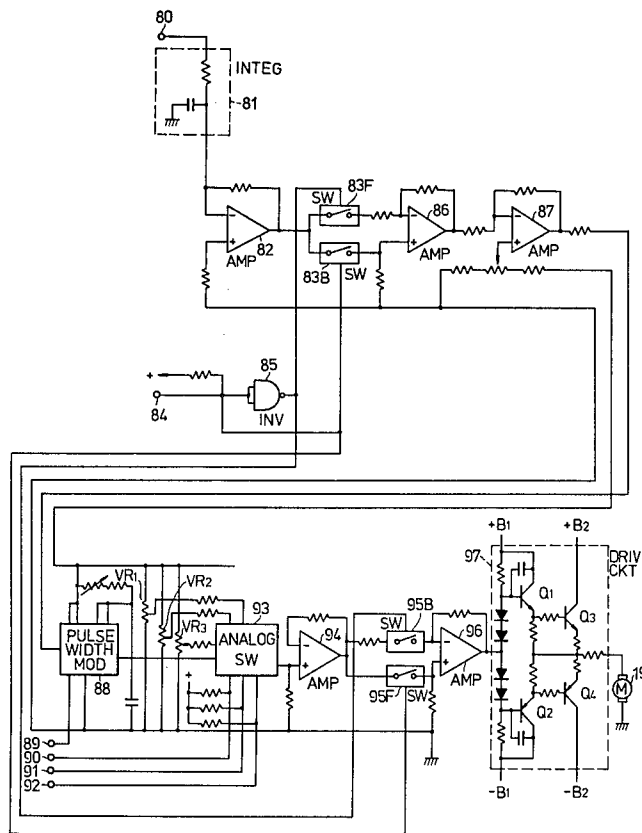 80
INTEG
81
83F
SW
86
87
82
AMP
83B
SW
AMP
AMP
+
85
84
INV
+B1
+B2
97
DRIV
CKT
VR1
VR2
93
95B
Q1
VR3
94
SW
96
Q3
PULSE
WIDTH
MOD
ANALOG
SW
19
M
88
+
AMP
95F
SW
AMP
Q2
Q4
89
90
91
92
-B1
-B2